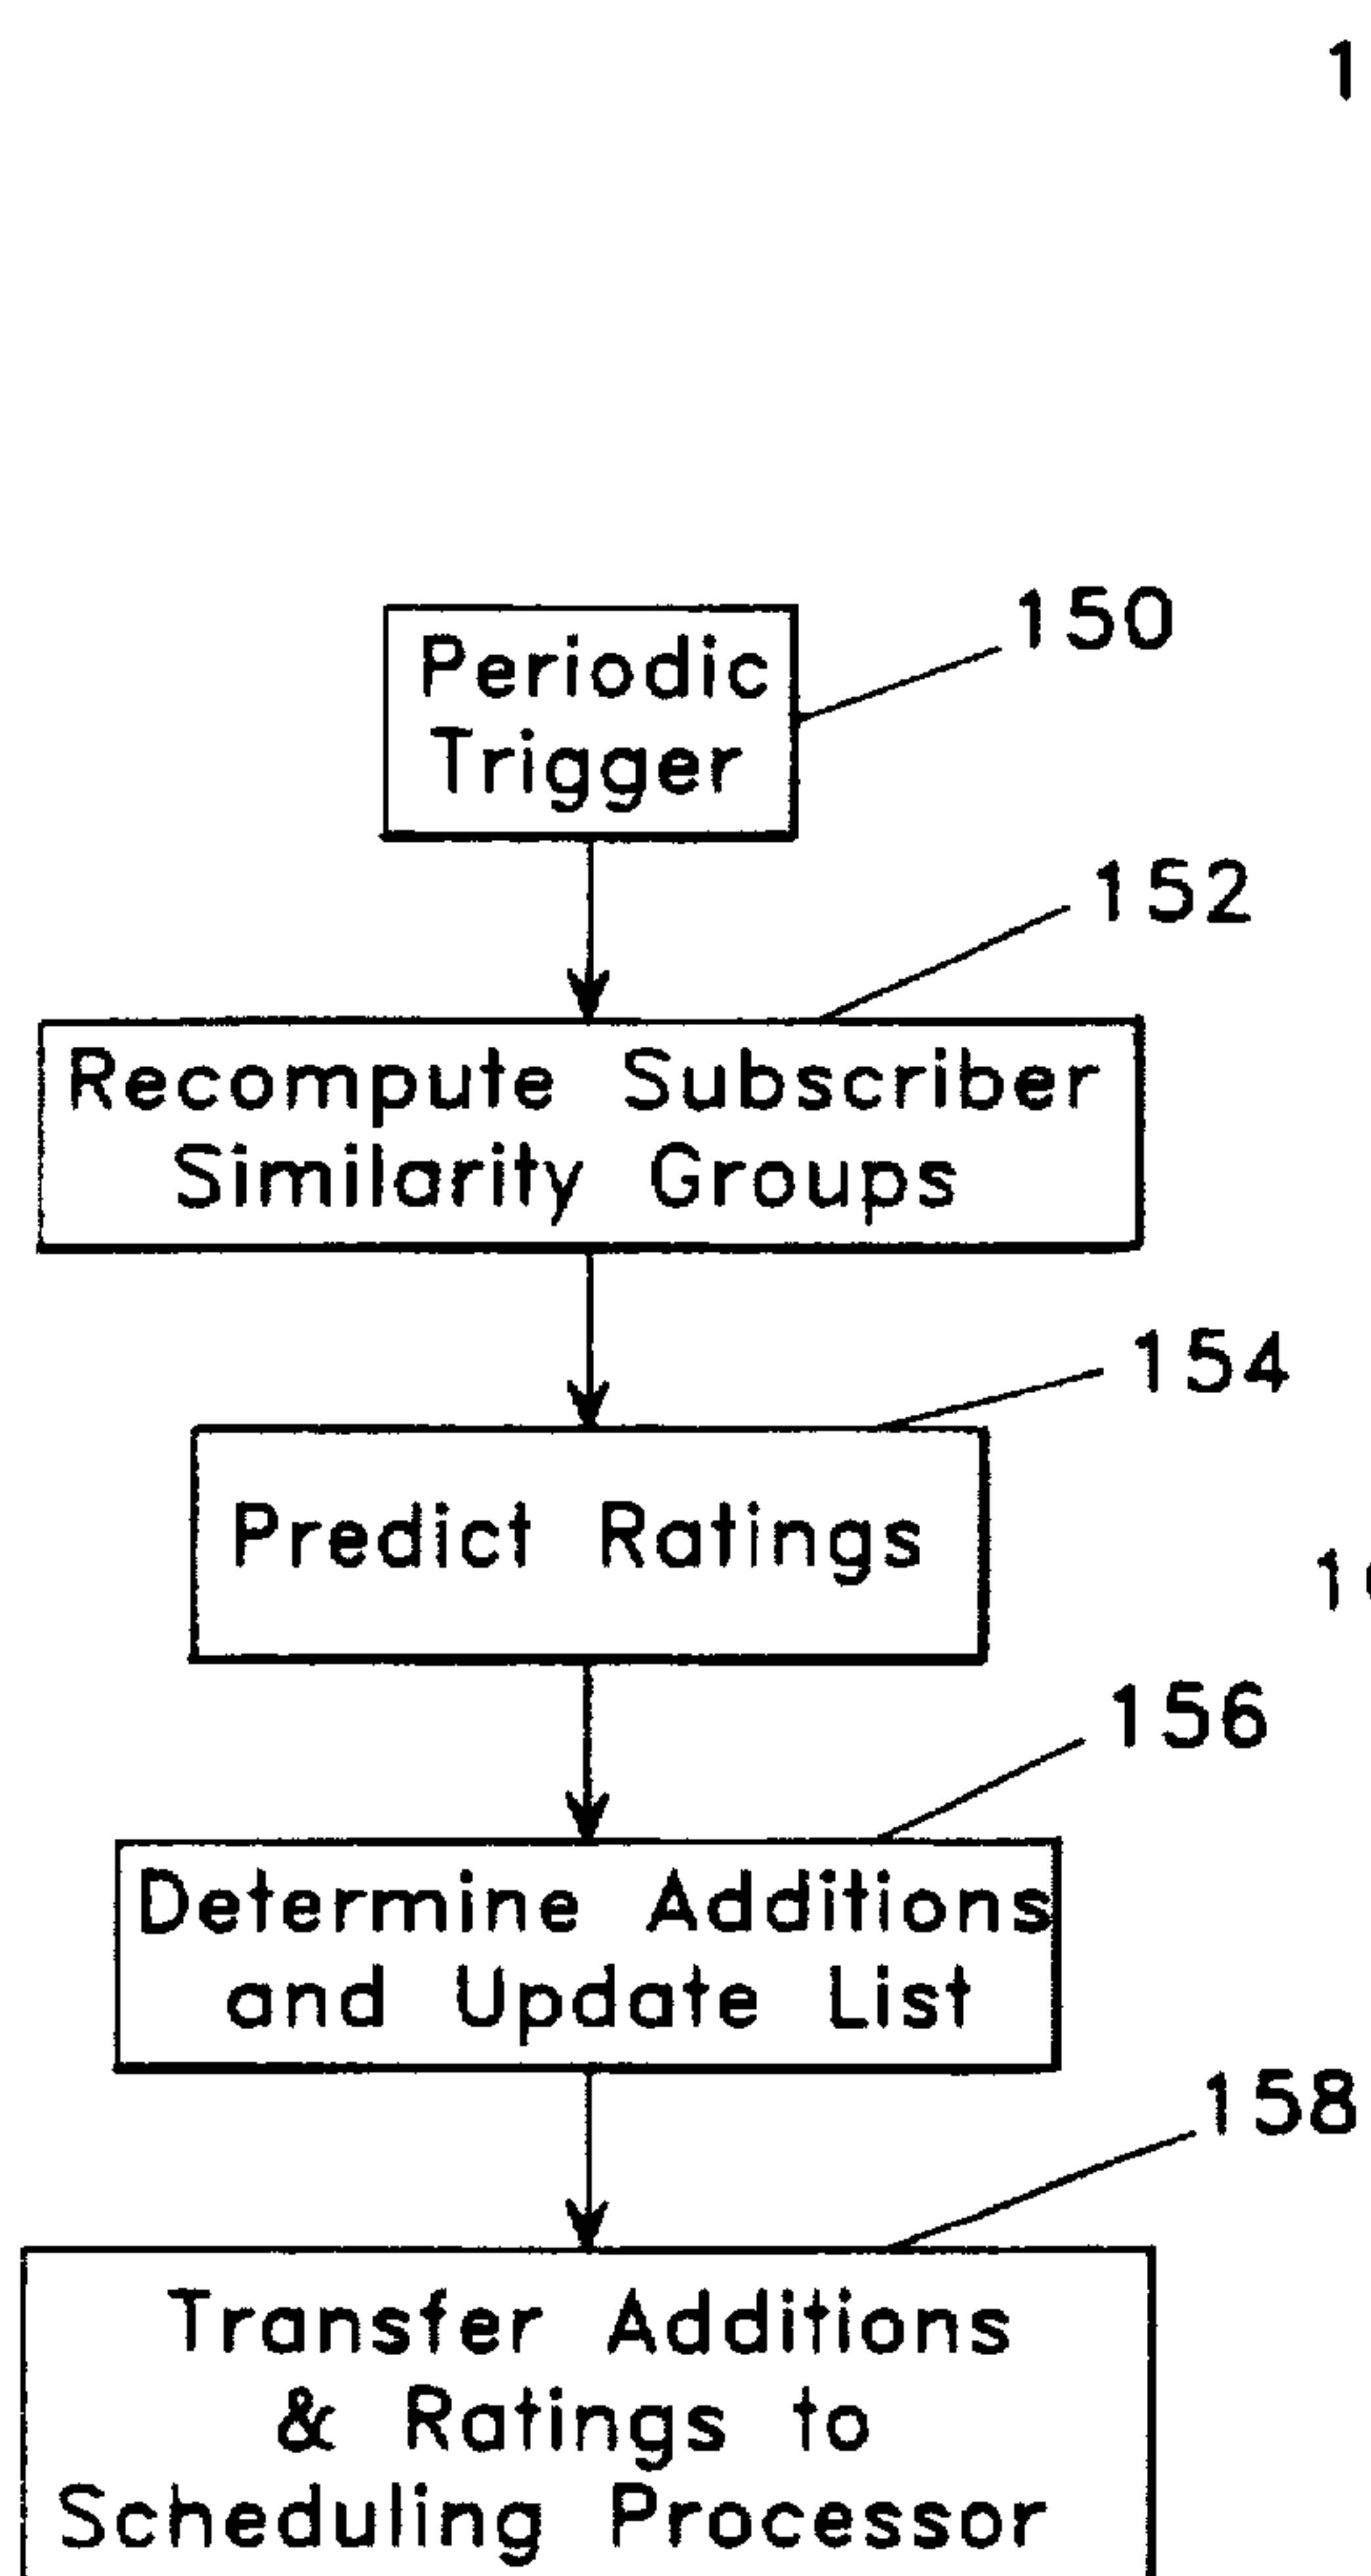 150
Periodic
Trigger
152
Recompute Subscriber
Similarity Groups
154
Predict Ratings
156
Determine Additions
and Update List
158
Transfer Additions
& Ratings to
Scheduling Processor